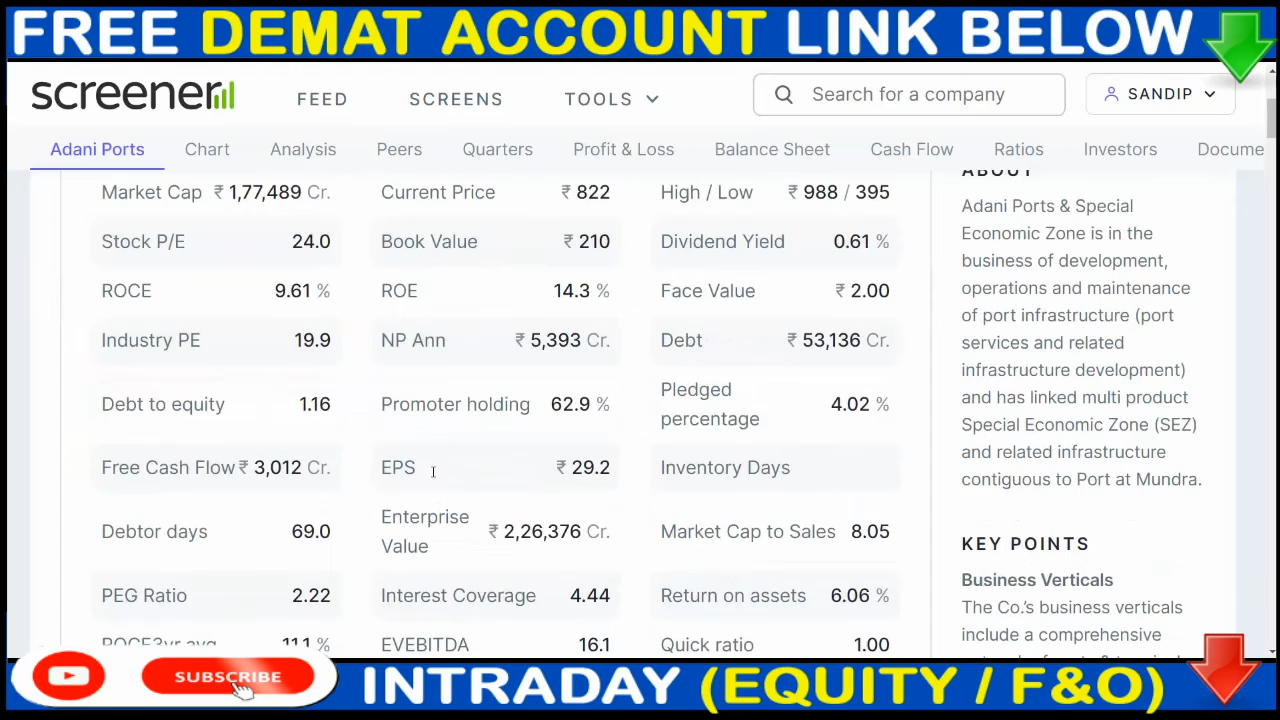 FREE DEMAT ACCOUNT LINK BELOW
screener
FEED
SCREENS
TOOLS
Search for a company
SANDIP
Adani Ports
Chart
Analysis
Peers
Quarters
Profit & Loss
Balance Sheet
Cash Flow
Ratios
Investors
Docume
Market Cap ₹ 1,77,489 Cr.
Current Price ₹ 822
High / Low ₹ 988 / 395
Stock P/E 24.0
Book Value ₹ 210
Dividend Yield 0.61 %
ROCE 9.61 %
ROE 14.3 %
Face Value ₹ 2.00
Industry PE 19.9
NP Ann ₹ 5,393 Cr.
Debt ₹ 53,136 Cr.
Debt to equity 1.16
Promoter holding 62.9 %
Pledged
percentage 4.02 %
Free Cash Flow ₹ 3,012 Cr.
EPS ₹ 29.2
Inventory Days
Debtor days 69.0
Enterprise
Value ₹ 2,26,376 Cr.
Market Cap to Sales 8.05
PEG Ratio 2.22
Interest Coverage 4.44
Return on assets 6.06 %
ROCE3yr avg 11.1 %
EVEBITDA 16.1
Quick ratio 1.00
ABOUT
Adani Ports & Special
Economic Zone is in the
business of development,
operations and maintenance
of port infrastructure (port
services and related
infrastructure development)
and has linked multi product
Special Economic Zone (SEZ)
and related infrastructure
contiguous to Port at Mundra.
KEY POINTS
Business Verticals
The Co.'s business verticals
include a comprehensive
SUBSCRIBE
INTRADAY (EQUITY / F&O)